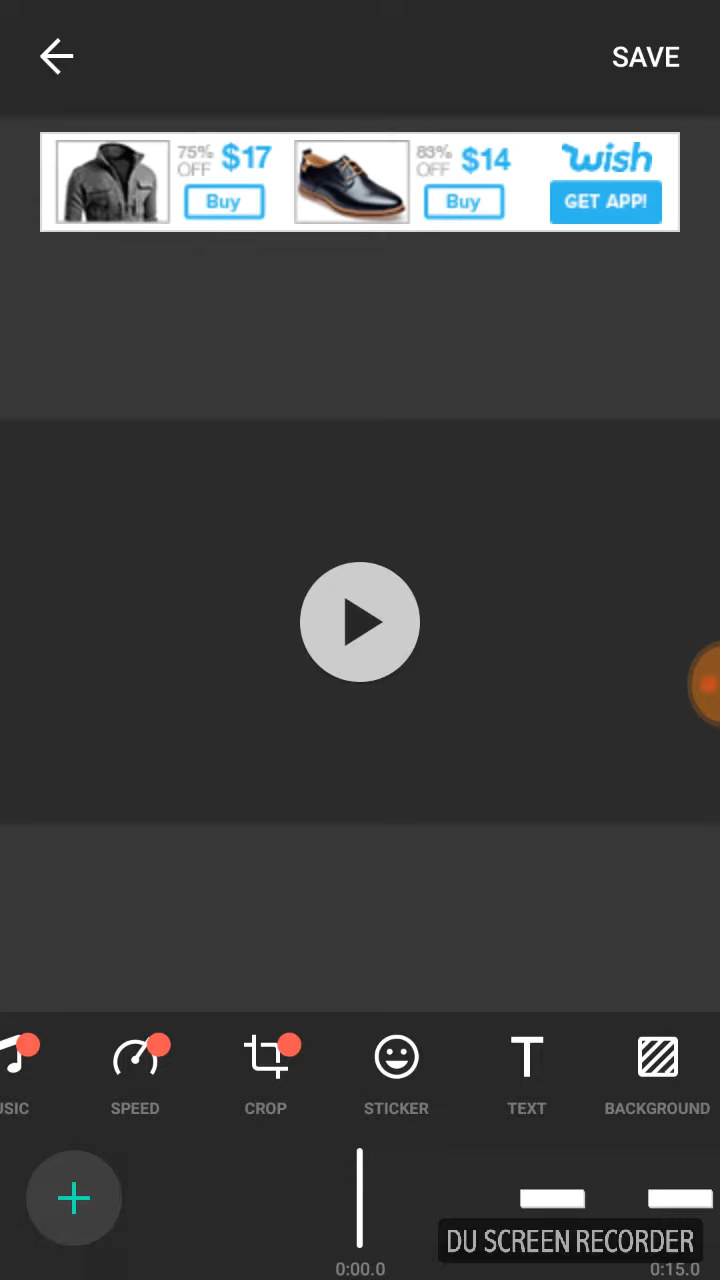 SAVE
75% OFF $17
Buy
83% OFF $14
Buy
wish
GET APP!
USIC
SPEED
CROP
STICKER
TEXT
BACKGROUND
DU SCREEN RECORDER
0:00.0
0:15.0